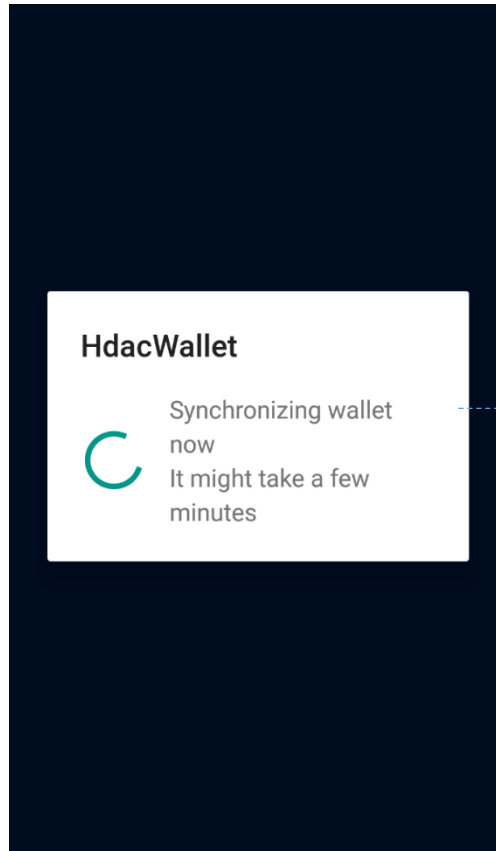 HdacWallet
Synchronizing wallet
now
It might take a few
minutes